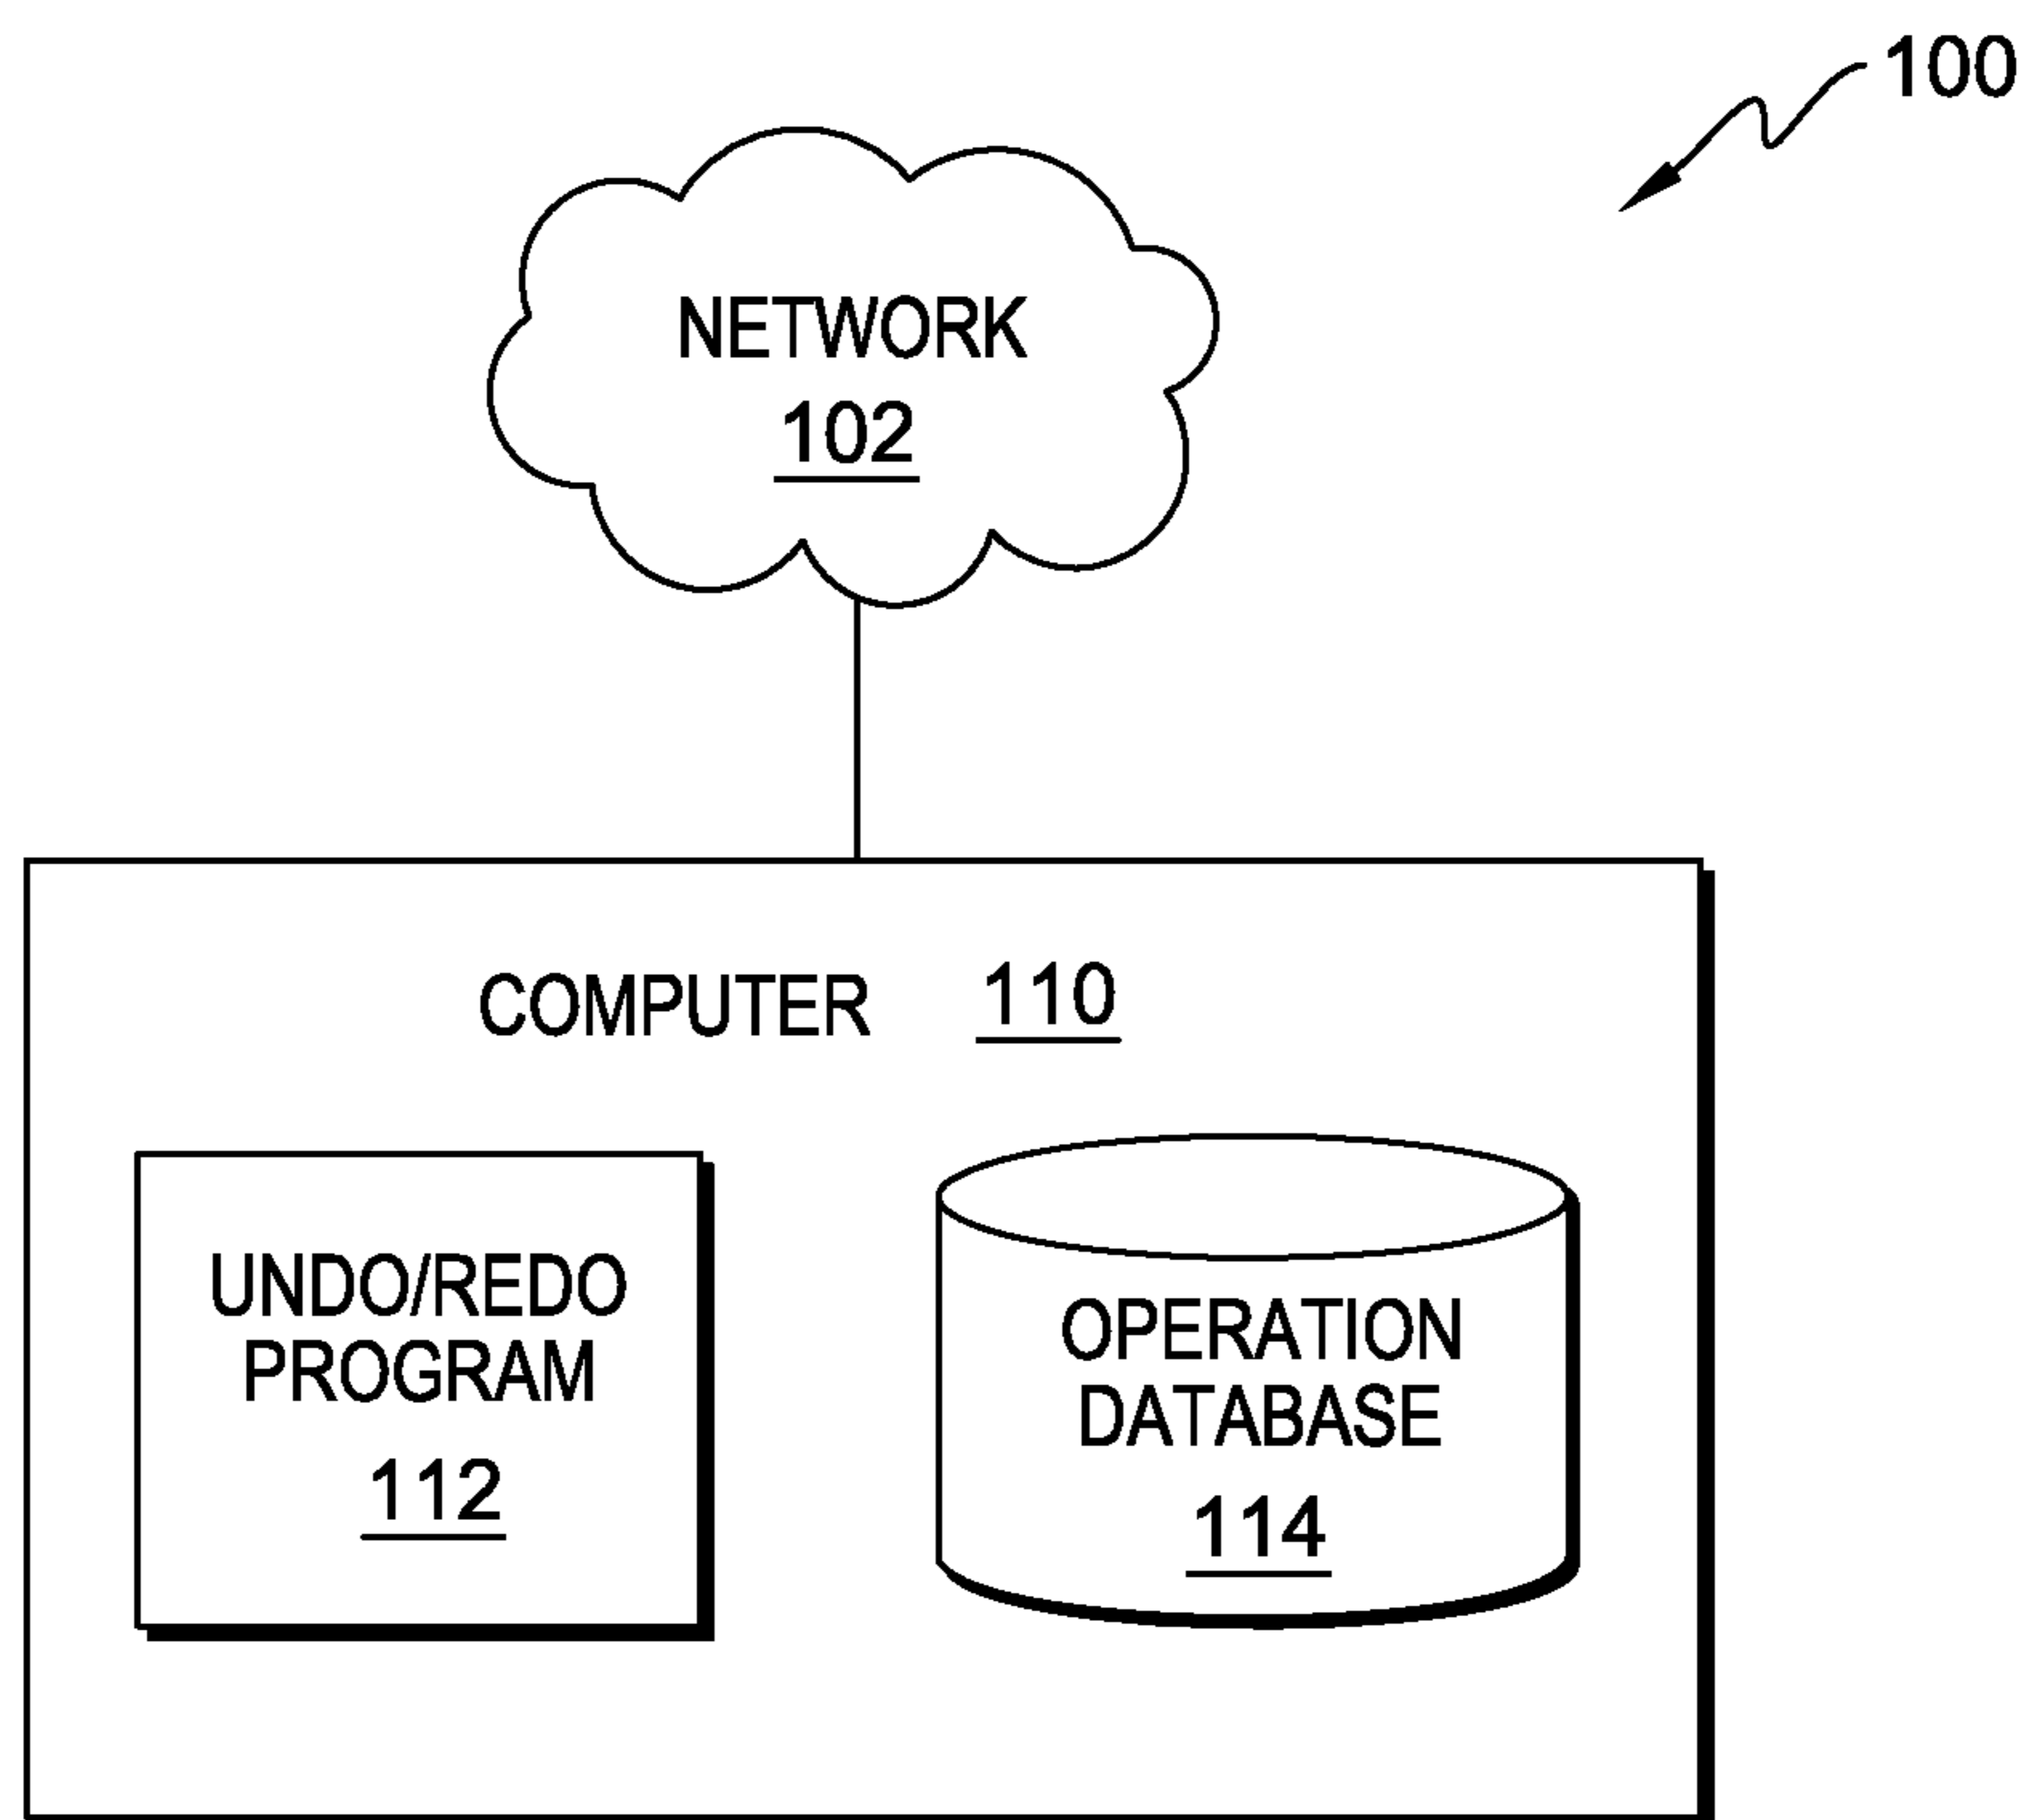 100
NETWORK
102
COMPUTER 110
UNDO/REDO
PROGRAM
112
OPERATION
DATABASE
114